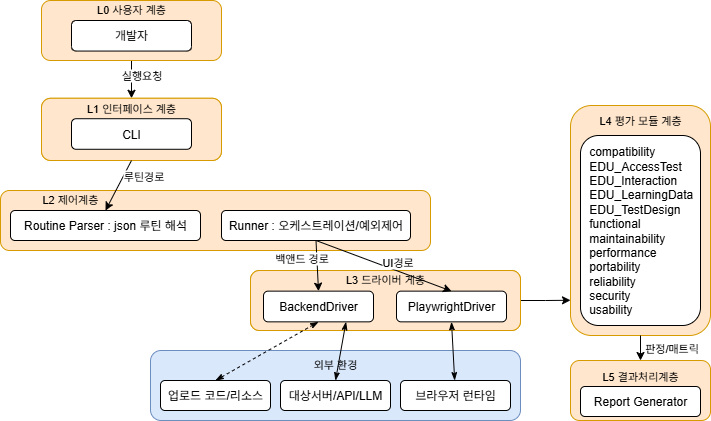 L0 사용자 계층
개발자
실행요청
L1 인터페이스 계층
CLI
루틴경로
L2 제어계층
Routine Parser : json 루틴 해석
Runner : 오케스트레이션/예외제어
백앤드 경로
UI경로
L3 드라이버 계층
BackendDriver
PlaywrightDriver
외부 환경
업로드 코드/리소스
대상서버/API/LLM
브라우저 런타임
L4 평가 모듈 계층
compatibility
EDU_AccessTest
EDU_Interaction
EDU_LearningData
EDU_TestDesign
functional
maintainability
performance
portability
reliability
security
usability
판정/매트릭
L5 결과처리계층
Report Generator